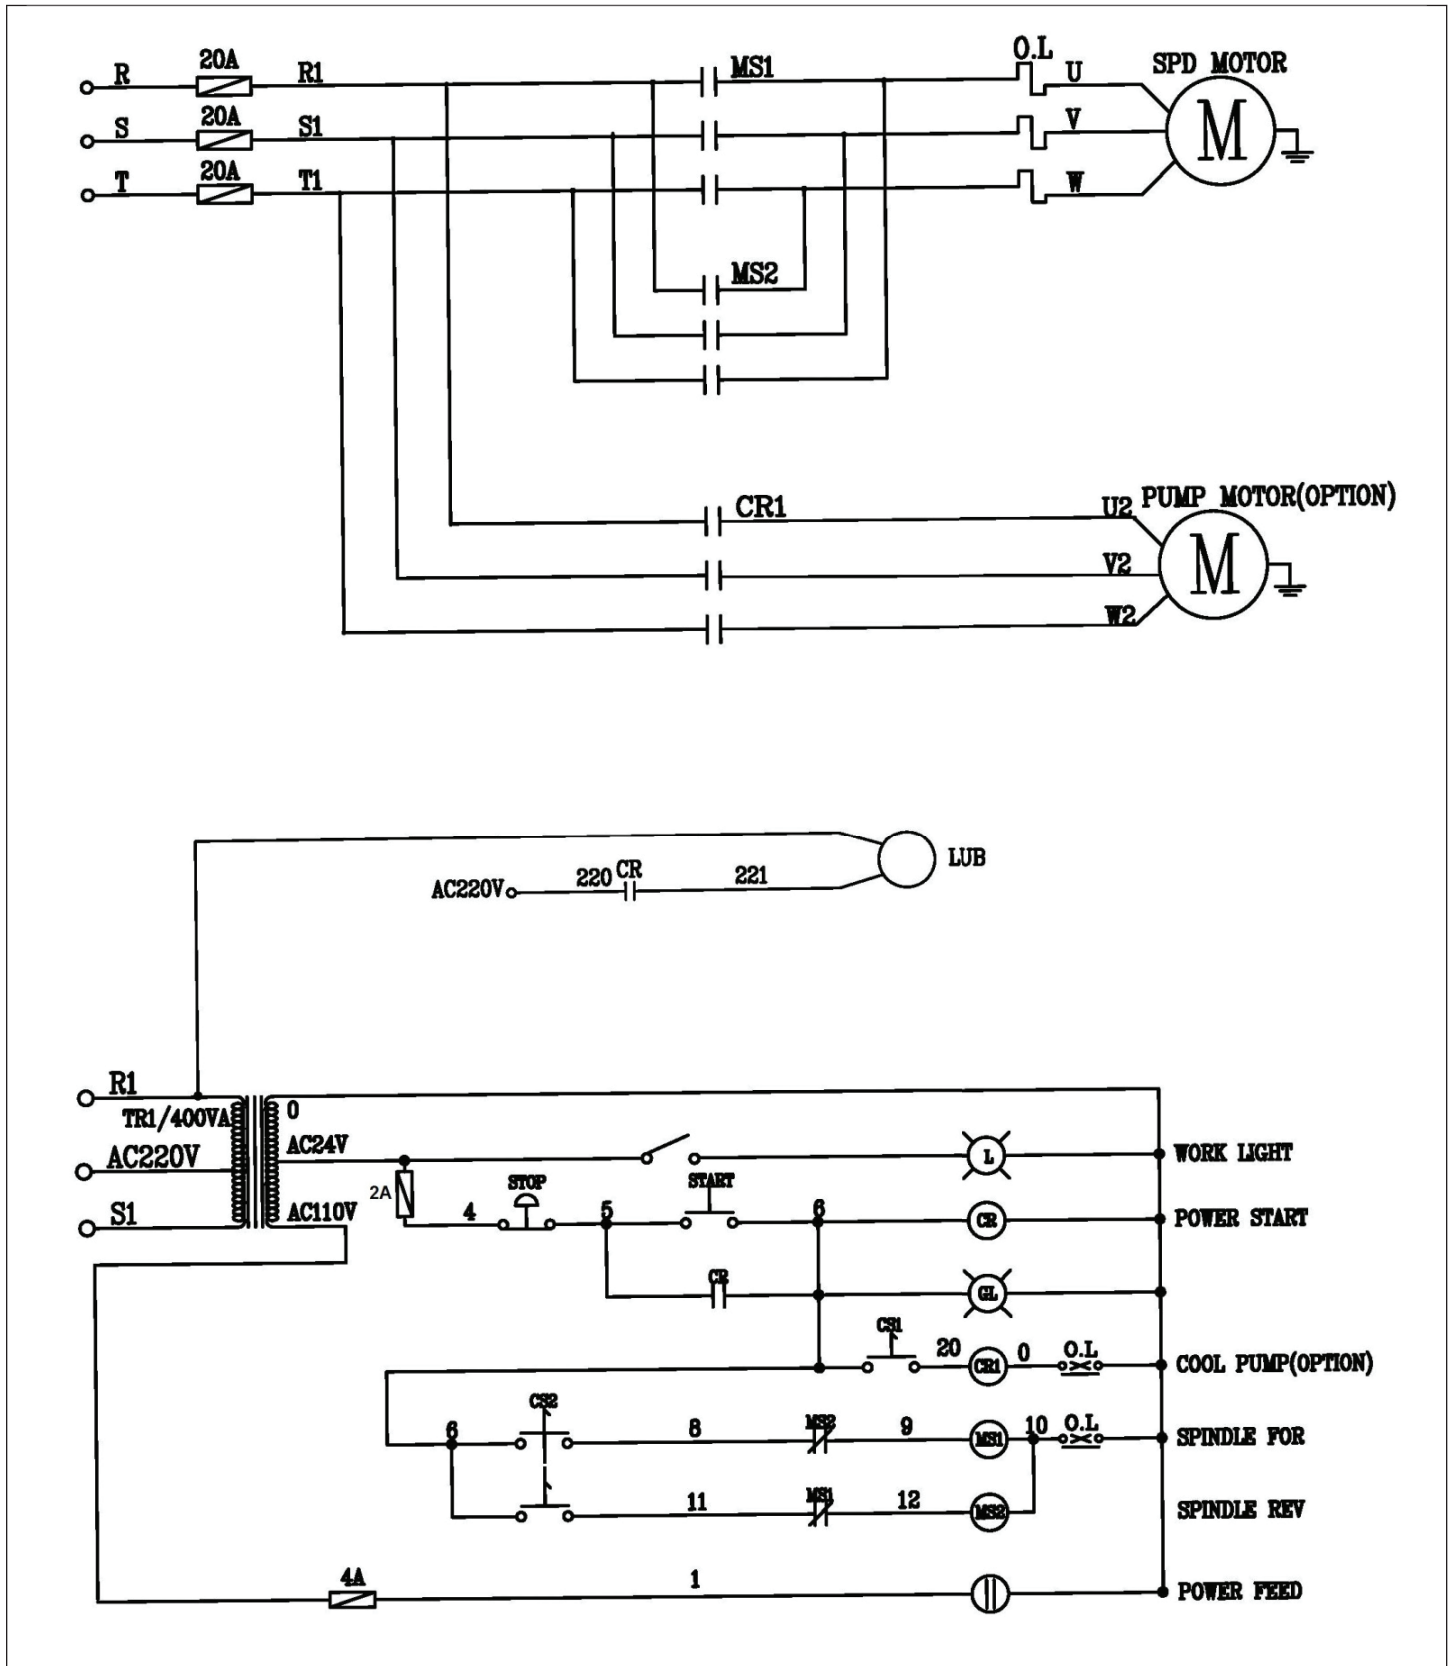 R 20A R1 MS1 O.L U SPD MOTOR
S 20A S1 V M
T 20A T1 W
MS2
CR1 U2 PUMP MOTOR(OPTION)
V2 M
W2
LUB
AC220V 220 CR 221
R1
TR1/400VA 0
AC220V AC24V L WORK LIGHT
2A STOP START
S1 AC110V 4 5 6 CR POWER START
CR GL
CS1
20 CR1 0 O.L COOL PUMP(OPTION)
CS2
6 8 MS2 9 MS1 10 O.L SPINDLE FOR
11 MS1 12 MS2 SPINDLE REV
4A 1 POWER FEED